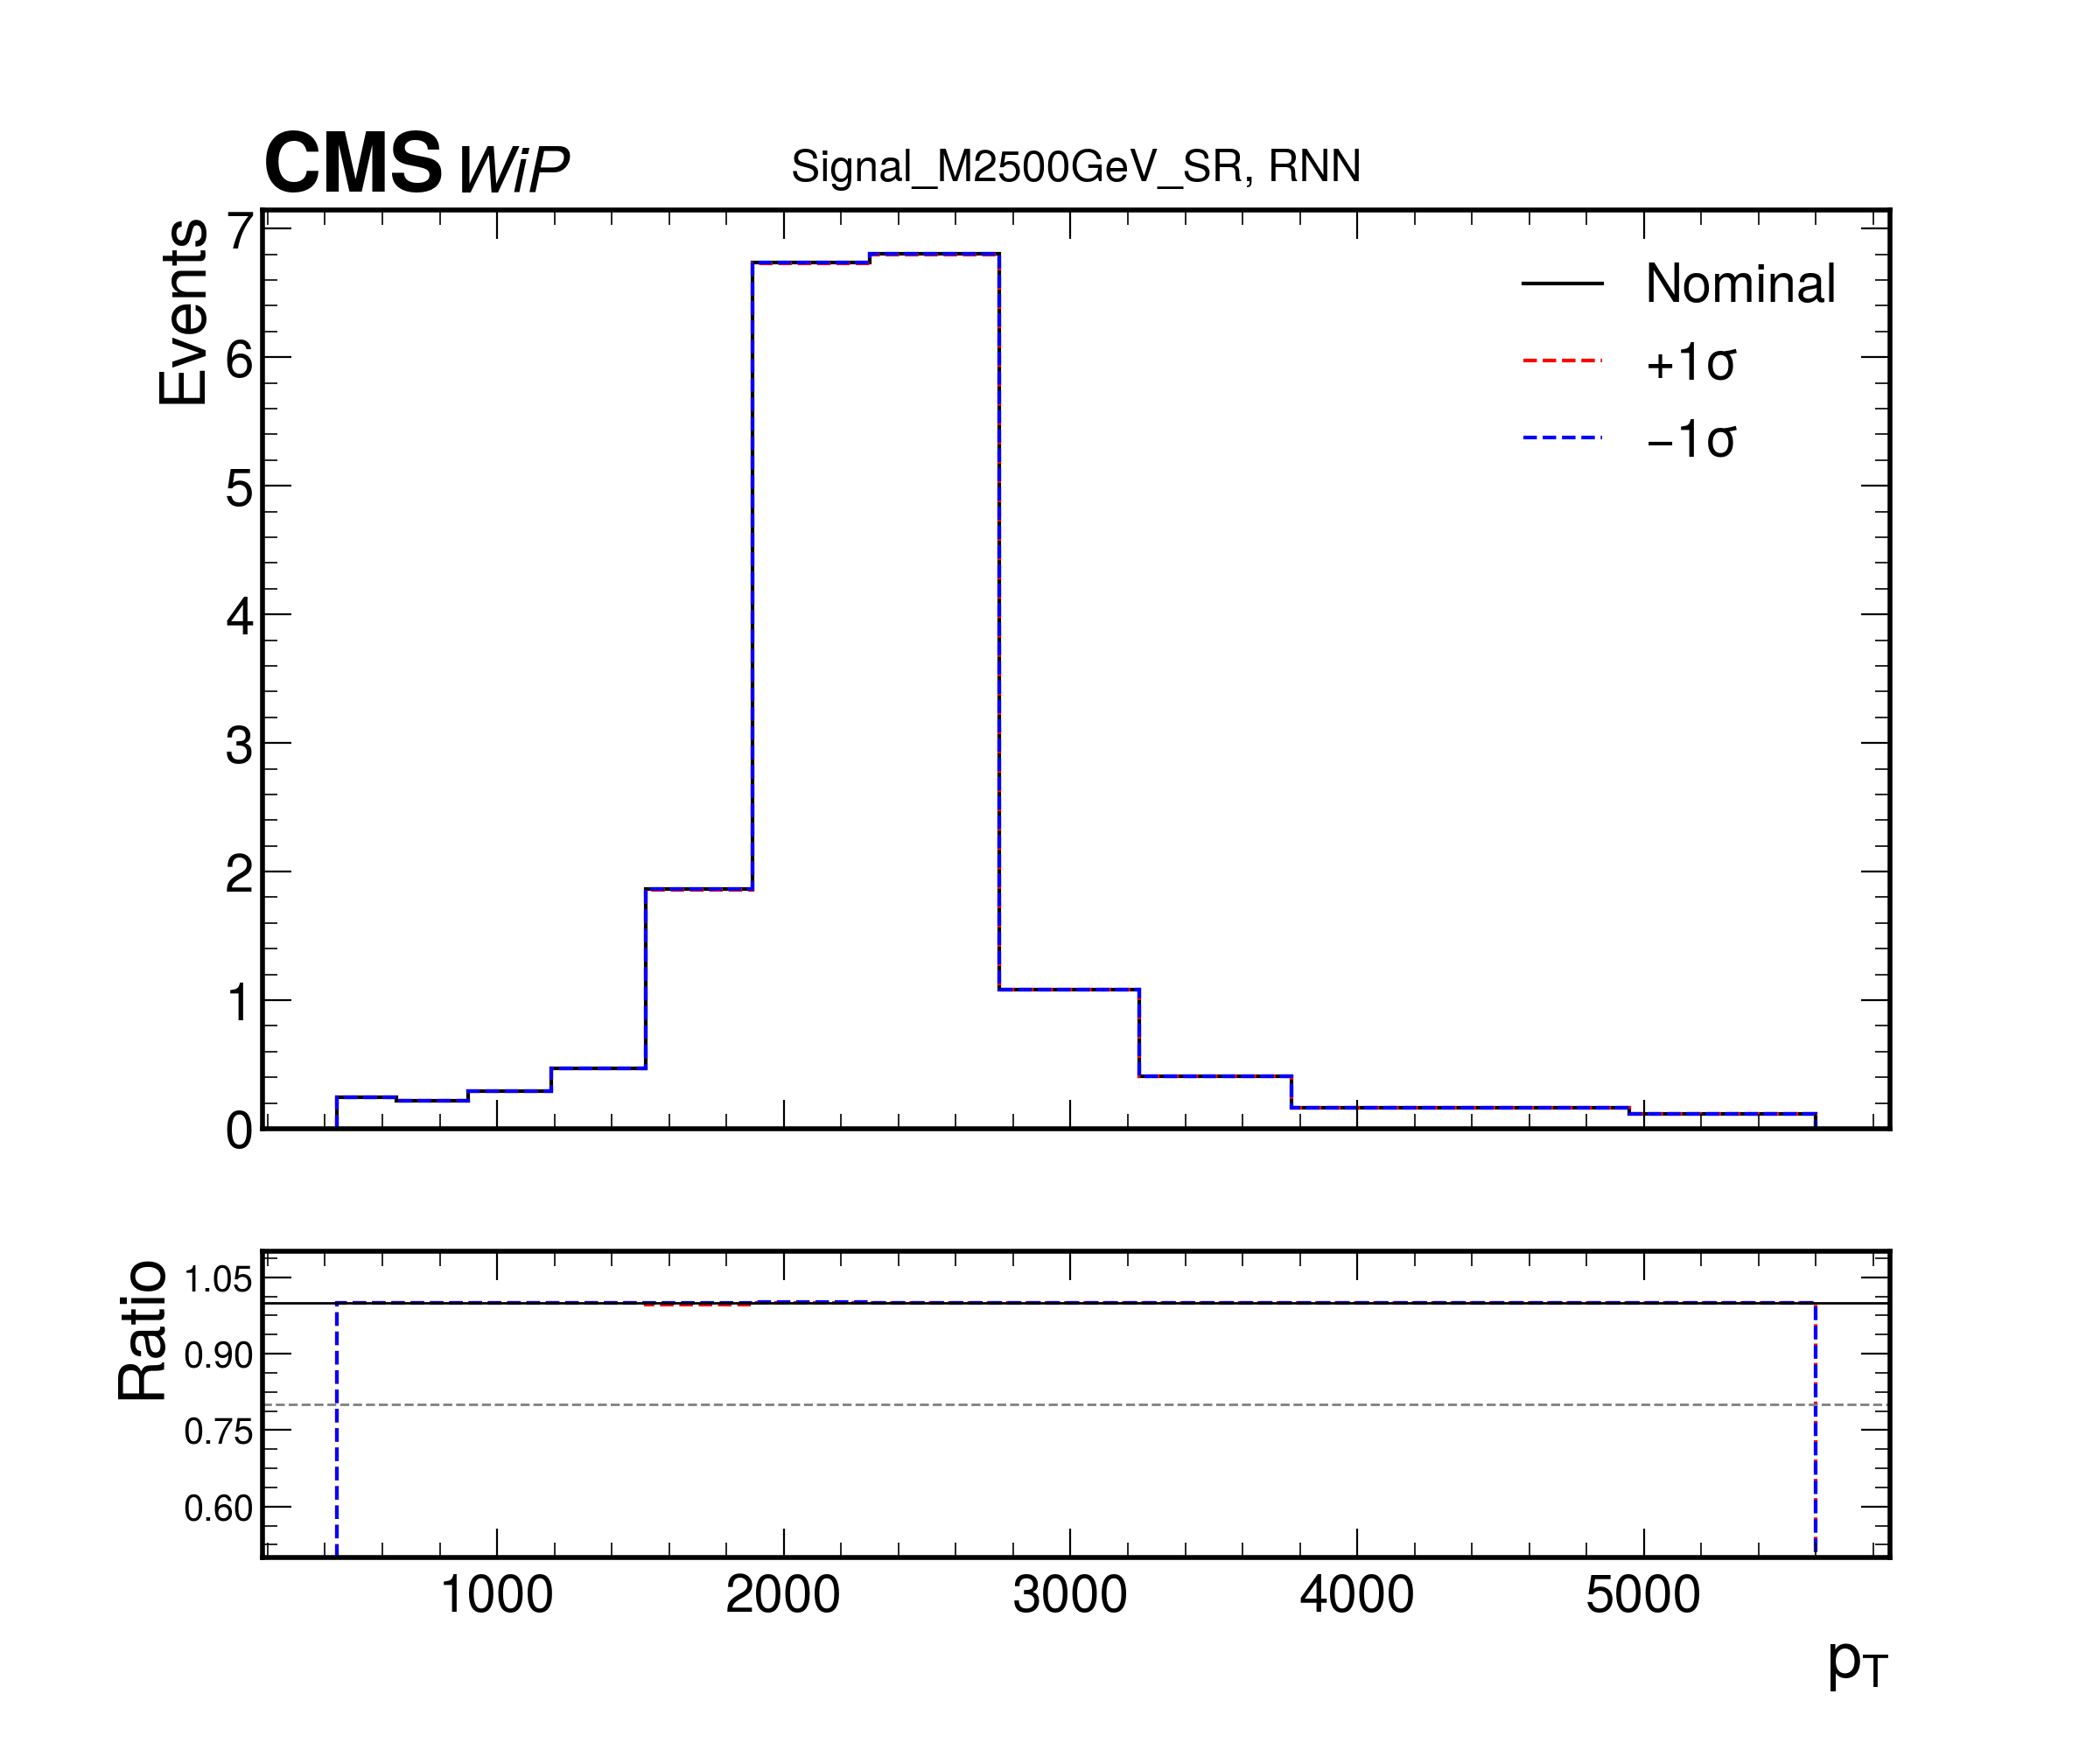 CMS WiP
Signal_M2500GeV_SR, RNN
Events
7
6
5
4
3
2
1
0
Nominal
+1σ
−1σ
Ratio
1.05
0.90
0.75
0.60
1000 2000 3000 4000 5000
pT